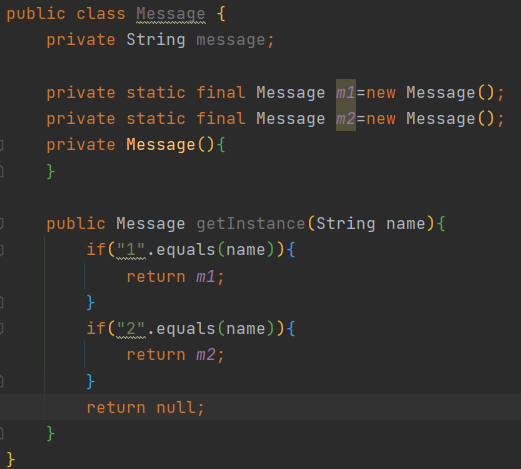 public class Message {
private String message;
private static final Message m1=new Message();
private static final Message m2=new Message();
private Message(){
}
public Message getInstance(String name){
if("1".equals(name)){
return m1;
}
if("2".equals(name)){
return m2;
}
return null;
}
}